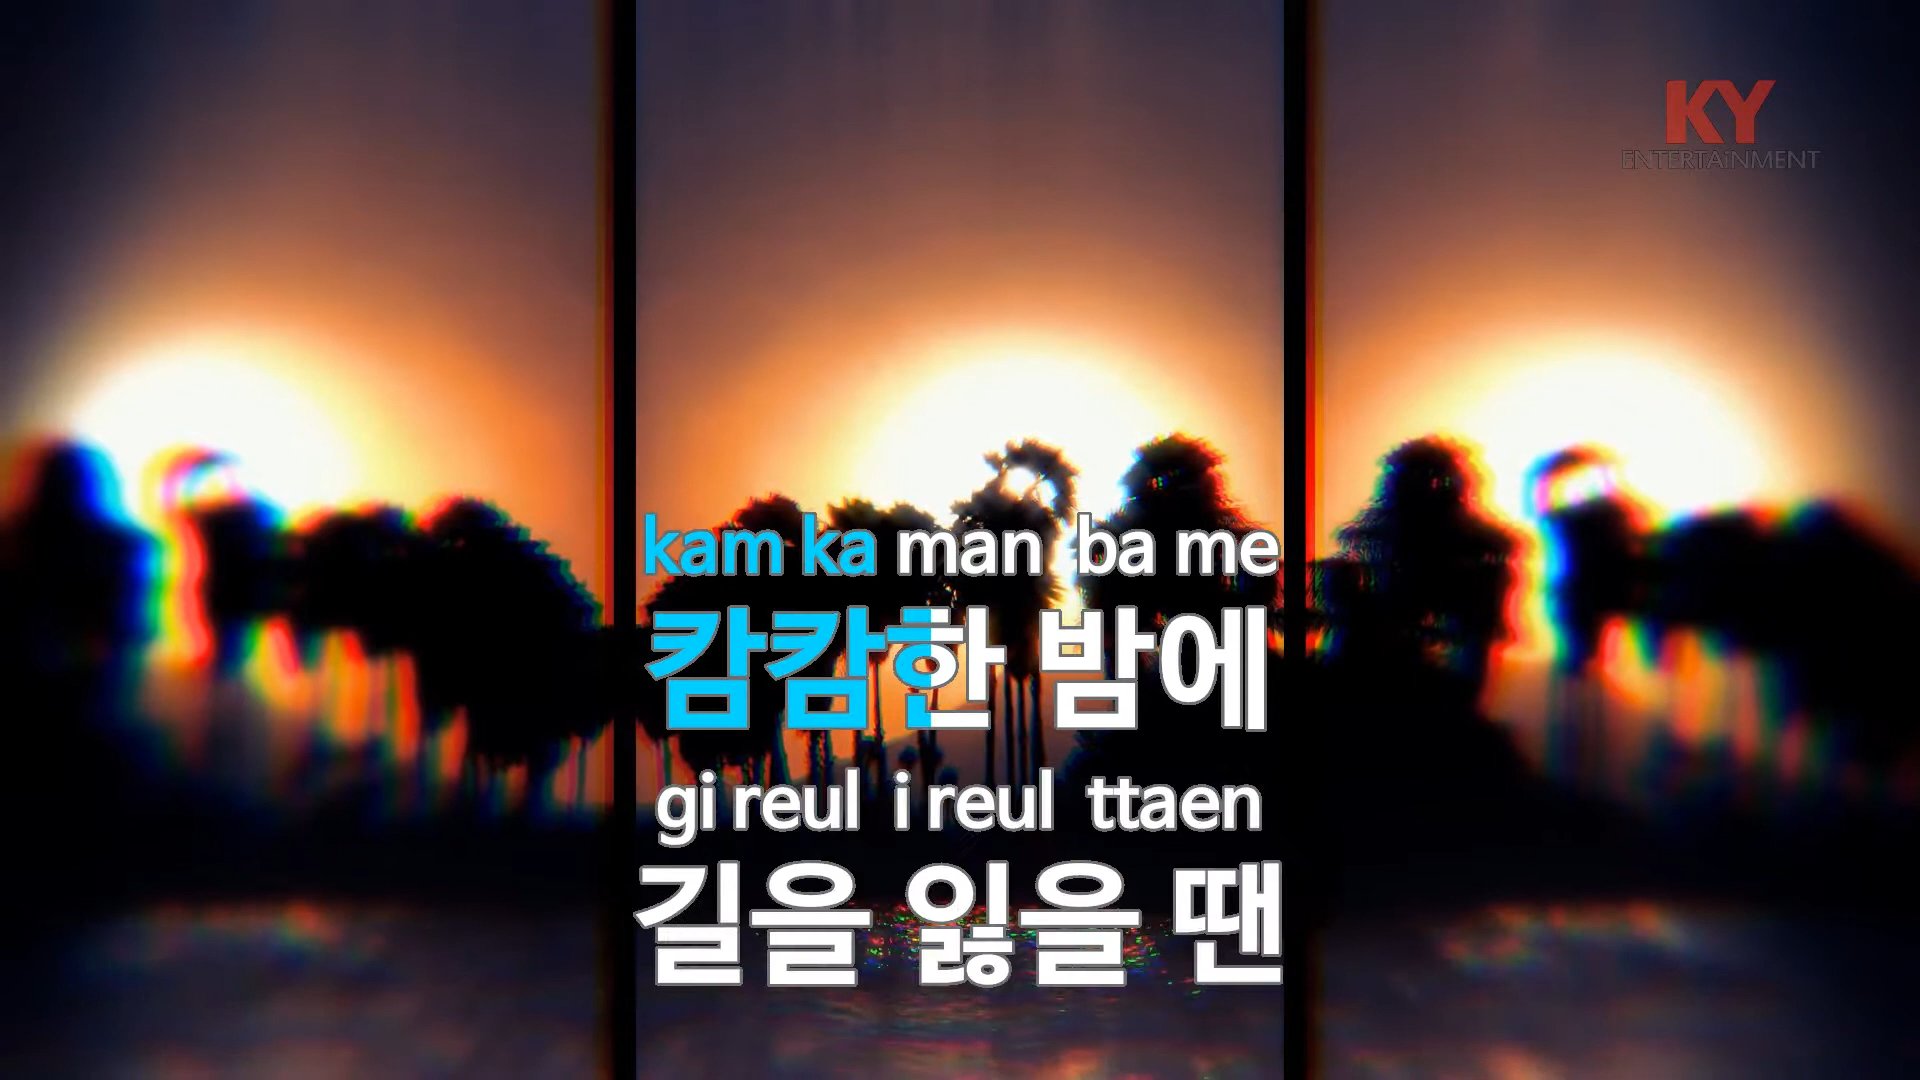 KY
ENTERTAiNMENT
kam ka man ba me
캄캄한 밤에
gi reul i reul ttaen
길을 잃을 땐